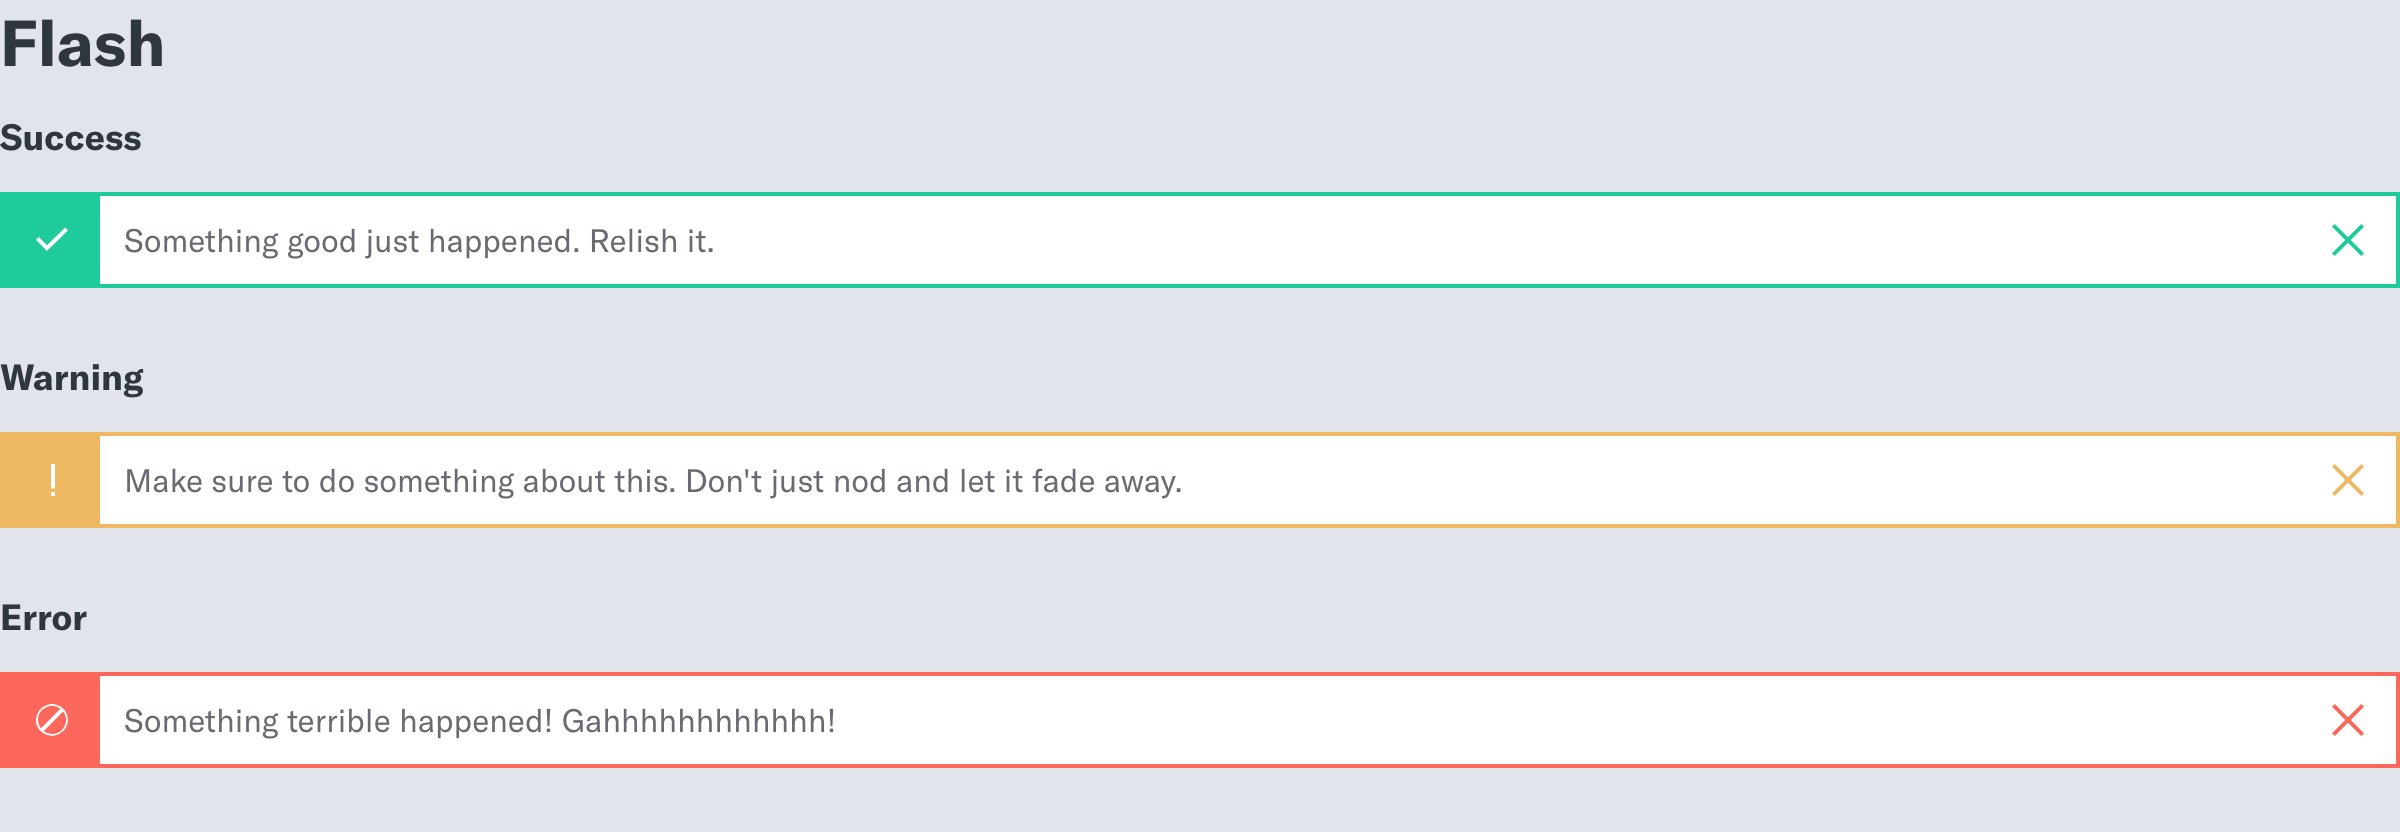 Flash
Success
Something good just happened. Relish it.
Warning
Make sure to do something about this. Don't just nod and let it fade away.
Error
Something terrible happened! Gahhhhhhhhhhhh!